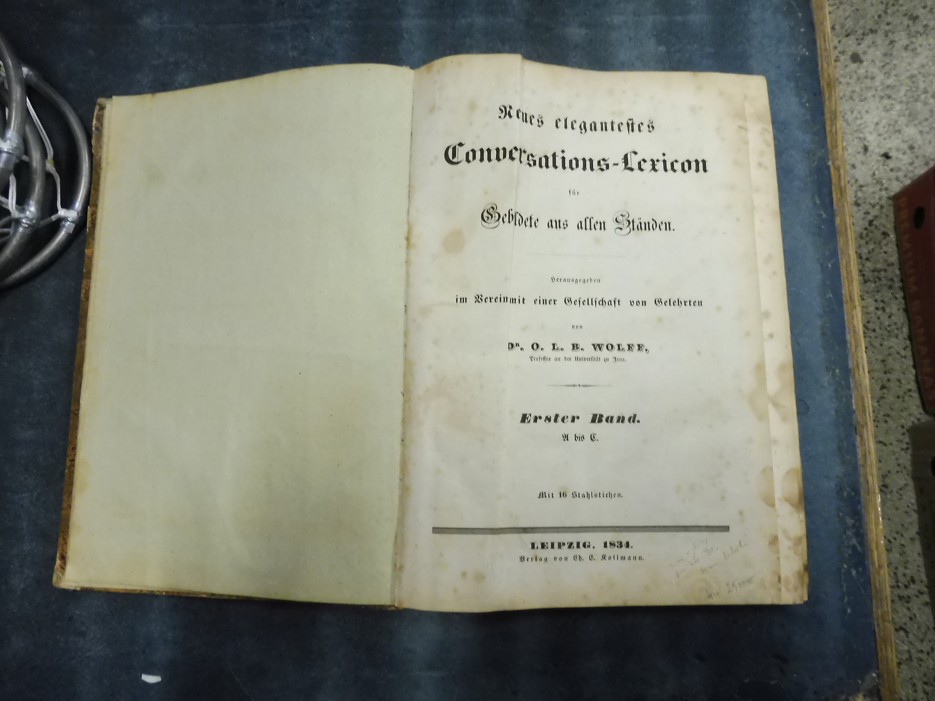 Neues elegantestes
Conversations-Lexicon
für
Gebildete aus allen Ständen.
Herausgegeben
im Verein mit einer Gesellschaft von Gelehrten
von
Dr. O. L. B. WOLFF,
Professor an der Universität zu Jena.
Erster Band.
A bis E.
Mit 16 Stahlstichen.
LEIPZIG, 1834.
Verlag von Ch. E. Kollmann.